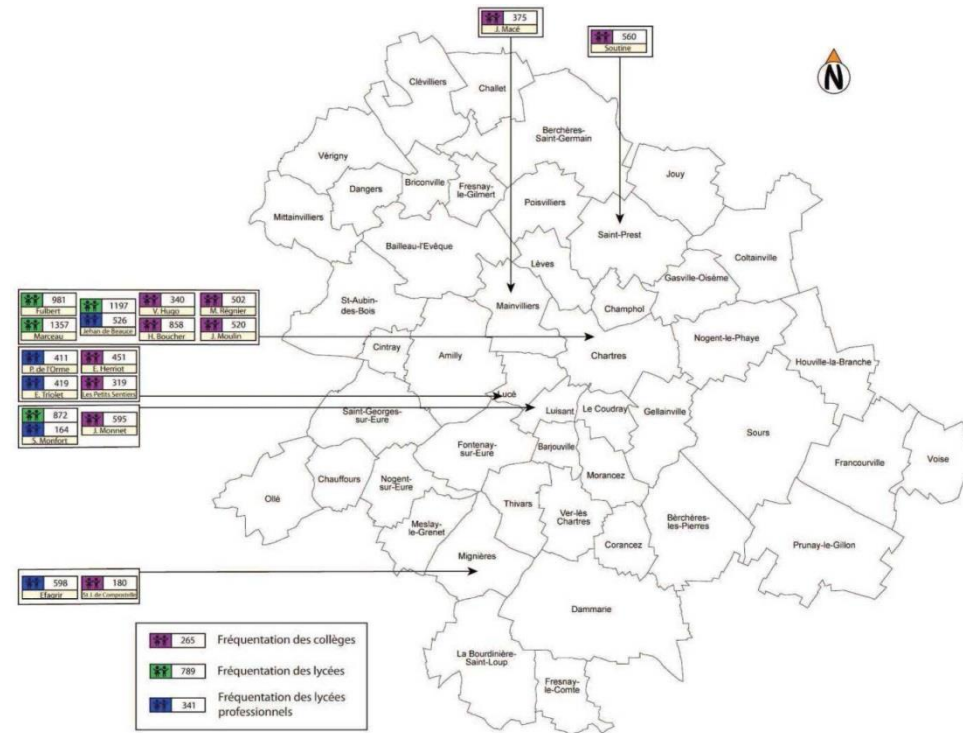 375
J. Macé
560
Soutine
N
Clévilliers
Challet
Berchères-
Saint-Germain
Vérigny
Jouy
Dangers
Briconville
Fresnay
-le-Gilmert
Poisvilliers
Mittainvilliers
Saint-Prest
Bailleau-l'Evêque
Coltainville
Lèves
Gasville-Oisème
St-Aubin
-des-Bois
Mainvilliers
Champhol
981
Fulbert
1197
526
Jehan de Beauce
340
V. Hugo
502
M. Régnier
1357
Marceau
858
H. Boucher
520
J. Moulin
Nogent-le-Phaye
Cintray
Amilly
Chartres
Houville-la-Branche
411
P. de l'Orme
451
E. Herriot
419
E. Triolet
319
Les Petits Sentiers
Lucé
872
164
S. Monfort
595
J. Monnet
Saint-Georges-
sur-Eure
Luisant
Le Coudray
Gellainville
Sours
Fontenay
-sur-Eure
Barjouville
Francourville
Voise
Chauffours
Nogent
-sur-Eure
Morancez
Ollé
Thivars
Ver-lès
Chartres
Bèrchères
-les-Pierres
Meslay
-le-Grenet
Corancez
Prunay-le-Gillon
Mignières
598
Efagrir
180
St J. de Compostelle
Dammarie
La Bourdinière-
Saint-Loup
Fresnay-
le-Comte
265 Fréquentation des collèges
789 Fréquentation des lycées
341 Fréquentation des lycées
professionnels